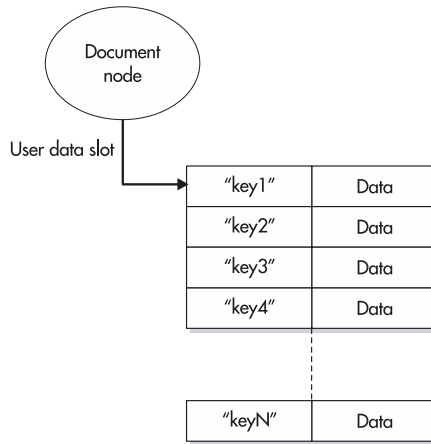 Document
node
User data slot
“key1” Data
“key2” Data
“key3” Data
“key4” Data
“keyN” Data